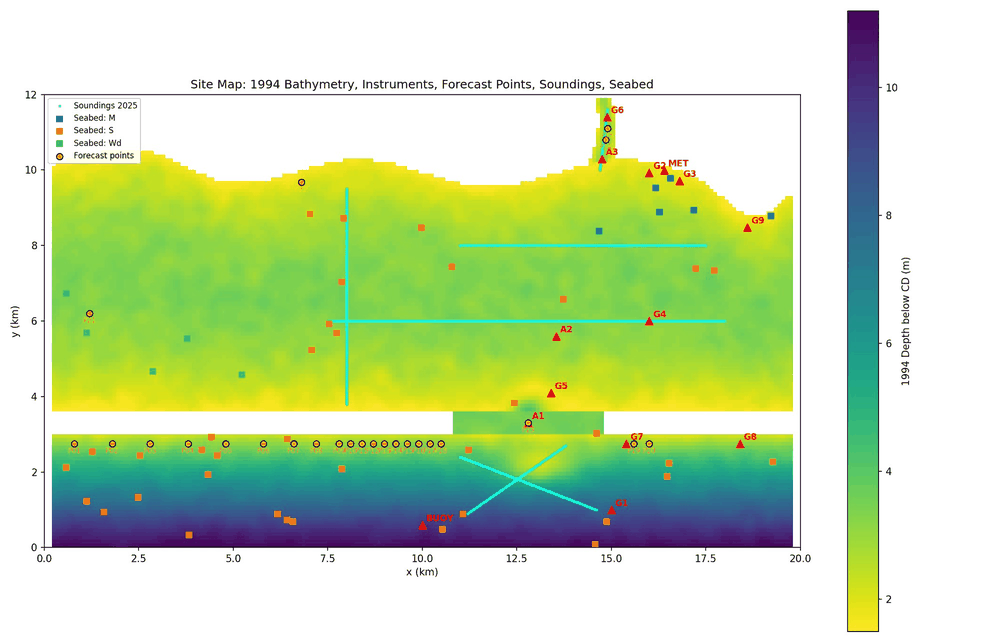 Site Map: 1994 Bathymetry, Instruments, Forecast Points, Soundings, Seabed
Soundings 2025
Seabed: M
Seabed: S
Seabed: Wd
Forecast points
G6
A3
G2
MET
G3
G9
G4
A2
G5
A1
G7
G8
G1
BUOY
y (km)
12
10
8
6
4
2
0
0.0
2.5
5.0
7.5
10.0
12.5
15.0
17.5
20.0
x (km)
10
8
6
4
2
1994 Depth below CD (m)